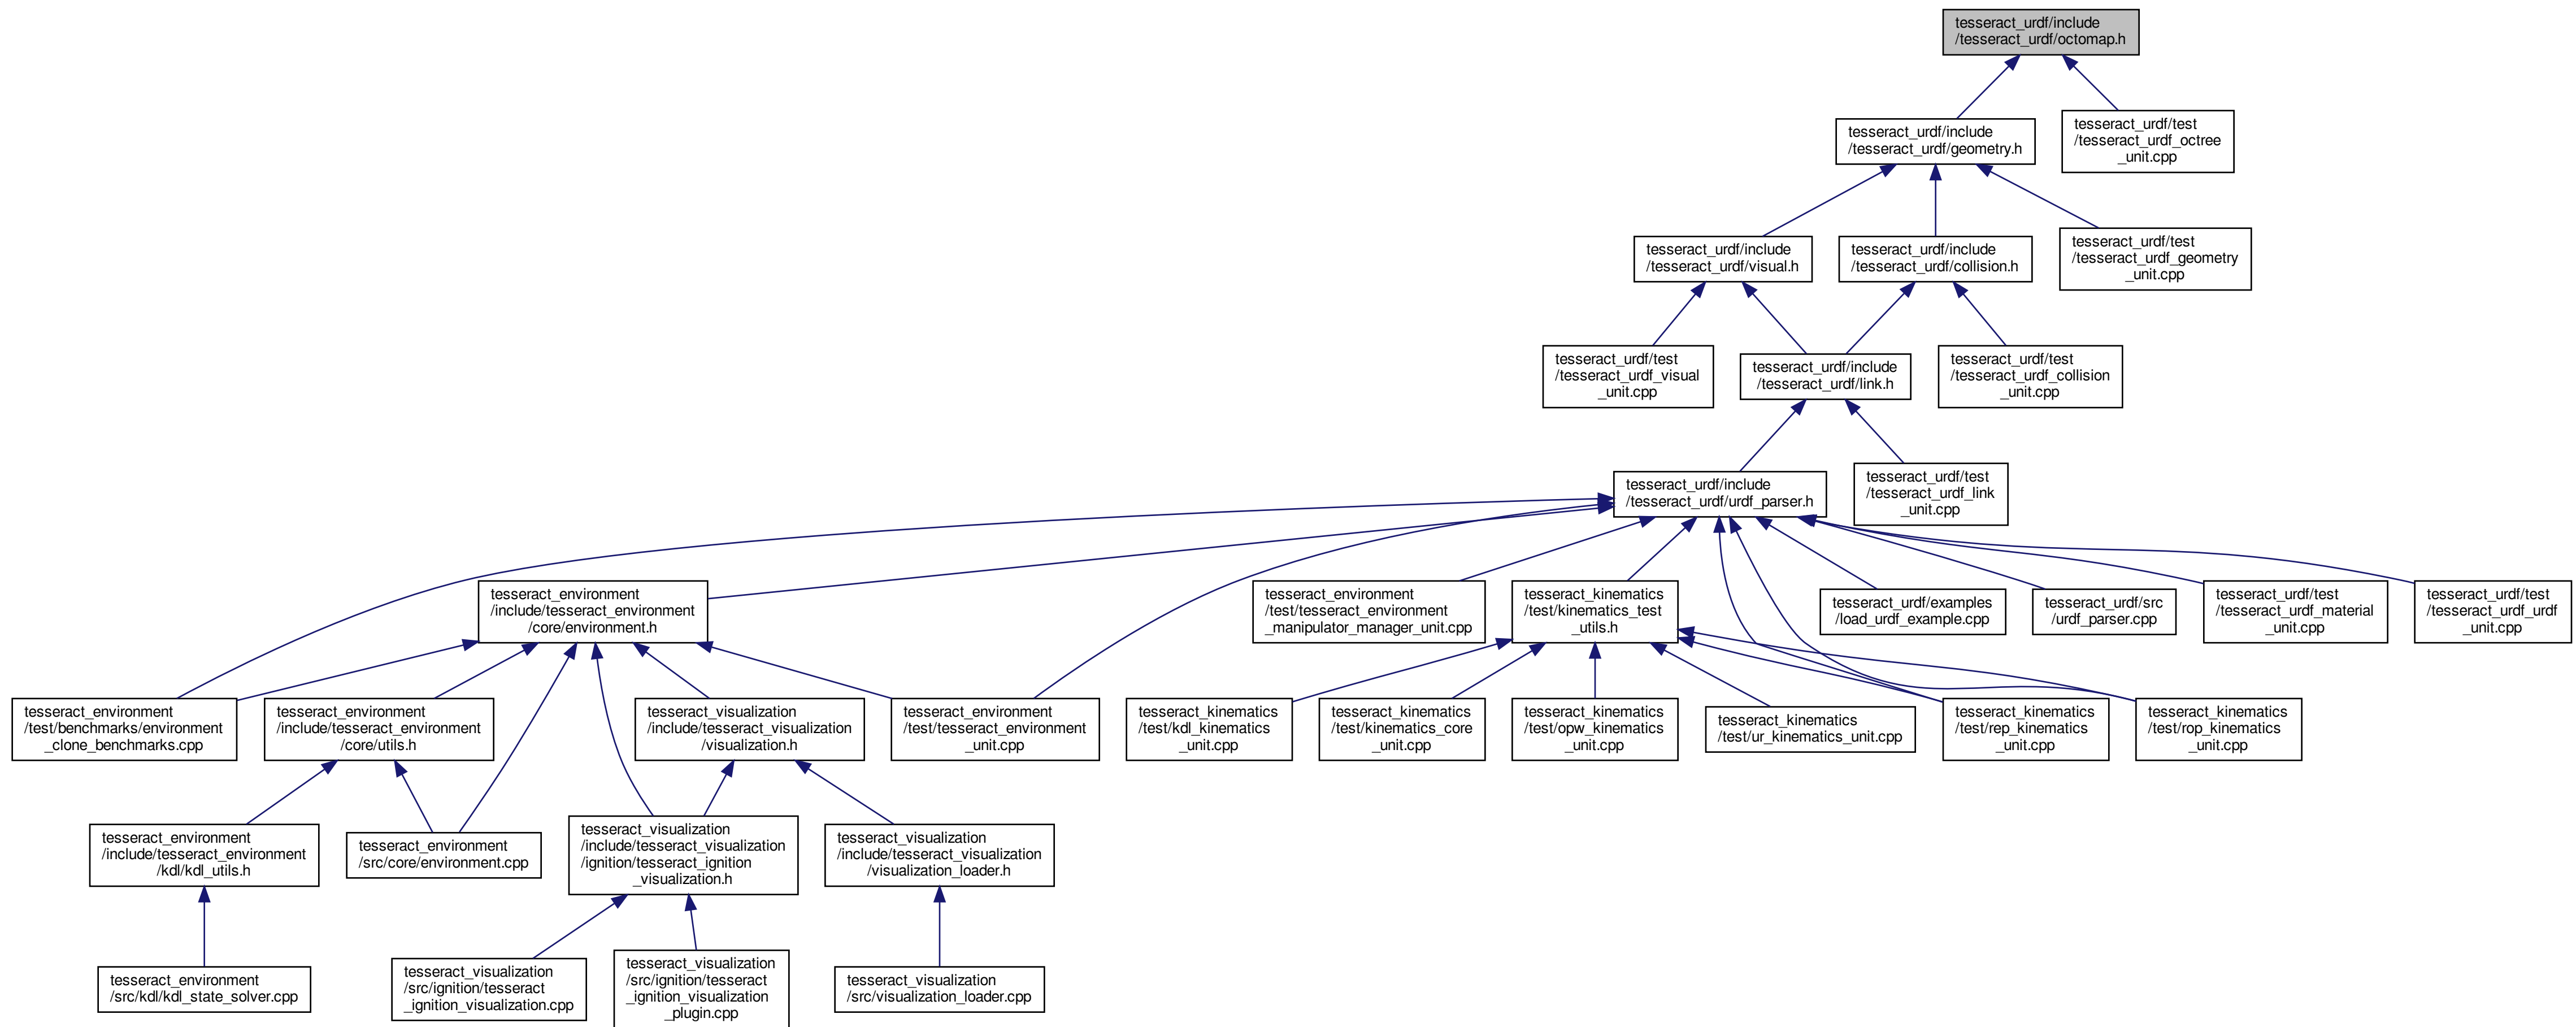 tesseract_urdf/include
/tesseract_urdf/octomap.h
tesseract_urdf/include
/tesseract_urdf/geometry.h
tesseract_urdf/test
/tesseract_urdf_octree
_unit.cpp
tesseract_urdf/include
/tesseract_urdf/visual.h
tesseract_urdf/include
/tesseract_urdf/collision.h
tesseract_urdf/test
/tesseract_urdf_geometry
_unit.cpp
tesseract_urdf/test
/tesseract_urdf_visual
_unit.cpp
tesseract_urdf/include
/tesseract_urdf/link.h
tesseract_urdf/test
/tesseract_urdf_collision
_unit.cpp
tesseract_urdf/include
/tesseract_urdf/urdf_parser.h
tesseract_urdf/test
/tesseract_urdf_link
_unit.cpp
tesseract_environment
/include/tesseract_environment
/core/environment.h
tesseract_environment
/test/tesseract_environment
_manipulator_manager_unit.cpp
tesseract_kinematics
/test/kinematics_test
_utils.h
tesseract_urdf/examples
/load_urdf_example.cpp
tesseract_urdf/src
/urdf_parser.cpp
tesseract_urdf/test
/tesseract_urdf_material
_unit.cpp
tesseract_urdf/test
/tesseract_urdf_urdf
_unit.cpp
tesseract_environment
/test/benchmarks/environment
_clone_benchmarks.cpp
tesseract_environment
/include/tesseract_environment
/core/utils.h
tesseract_visualization
/include/tesseract_visualization
/visualization.h
tesseract_environment
/test/tesseract_environment
_unit.cpp
tesseract_kinematics
/test/kdl_kinematics
_unit.cpp
tesseract_kinematics
/test/kinematics_core
_unit.cpp
tesseract_kinematics
/test/opw_kinematics
_unit.cpp
tesseract_kinematics
/test/ur_kinematics_unit.cpp
tesseract_kinematics
/test/rep_kinematics
_unit.cpp
tesseract_kinematics
/test/rop_kinematics
_unit.cpp
tesseract_environment
/include/tesseract_environment
/kdl/kdl_utils.h
tesseract_environment
/src/core/environment.cpp
tesseract_visualization
/include/tesseract_visualization
/ignition/tesseract_ignition
_visualization.h
tesseract_visualization
/include/tesseract_visualization
/visualization_loader.h
tesseract_environment
/src/kdl/kdl_state_solver.cpp
tesseract_visualization
/src/ignition/tesseract
_ignition_visualization.cpp
tesseract_visualization
/src/ignition/tesseract
_ignition_visualization
_plugin.cpp
tesseract_visualization
/src/visualization_loader.cpp